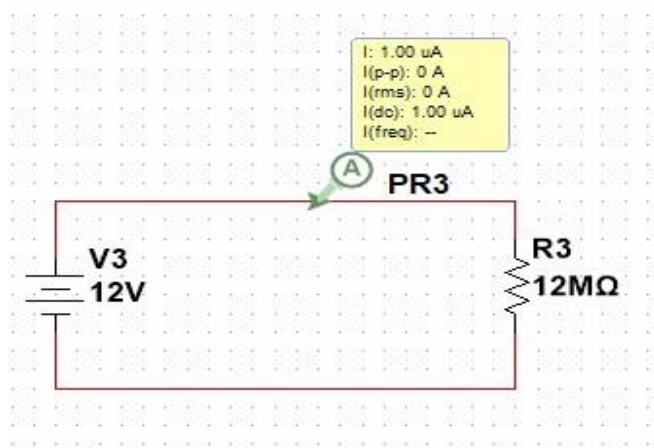 I: 1.00 uA
I(p-p): 0 A
I(rms): 0 A
I(dc): 1.00 uA
I(freq): --
A
PR3
V3
12V
R3
12MΩ